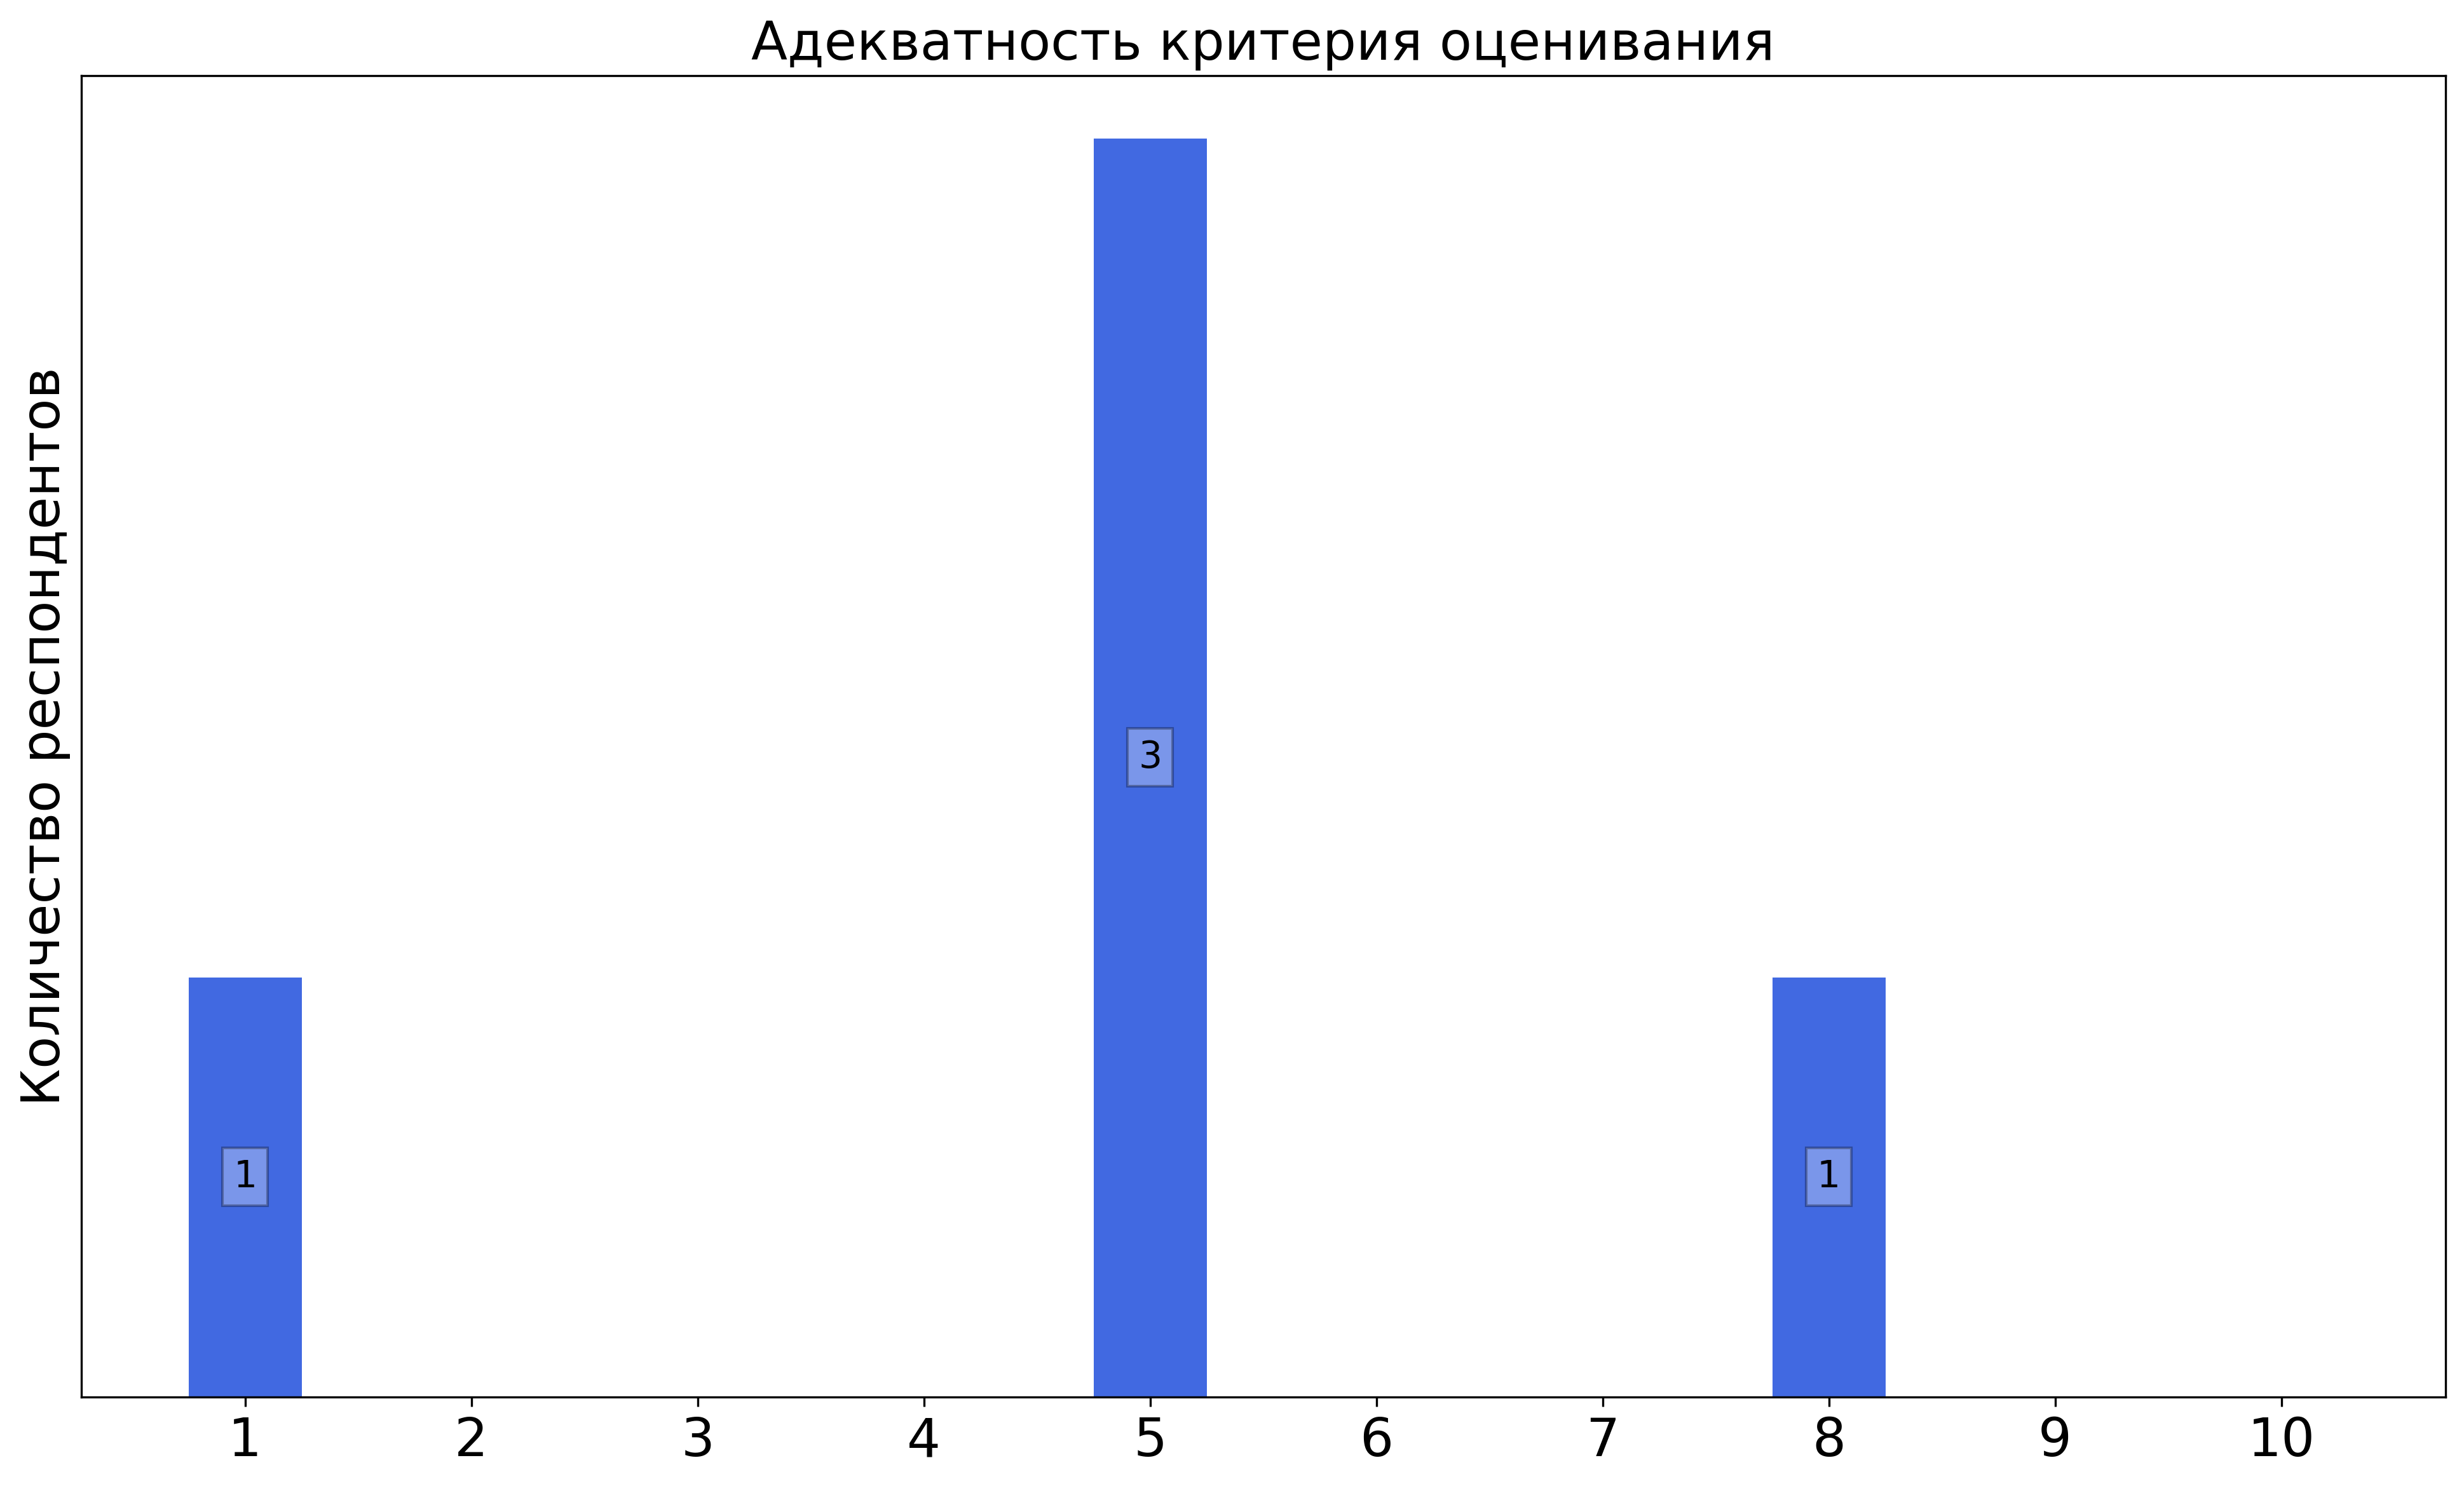 Адекватность критерия оценивания
Количество респондентов
3
1
1
1 2 3 4 5 6 7 8 9 10